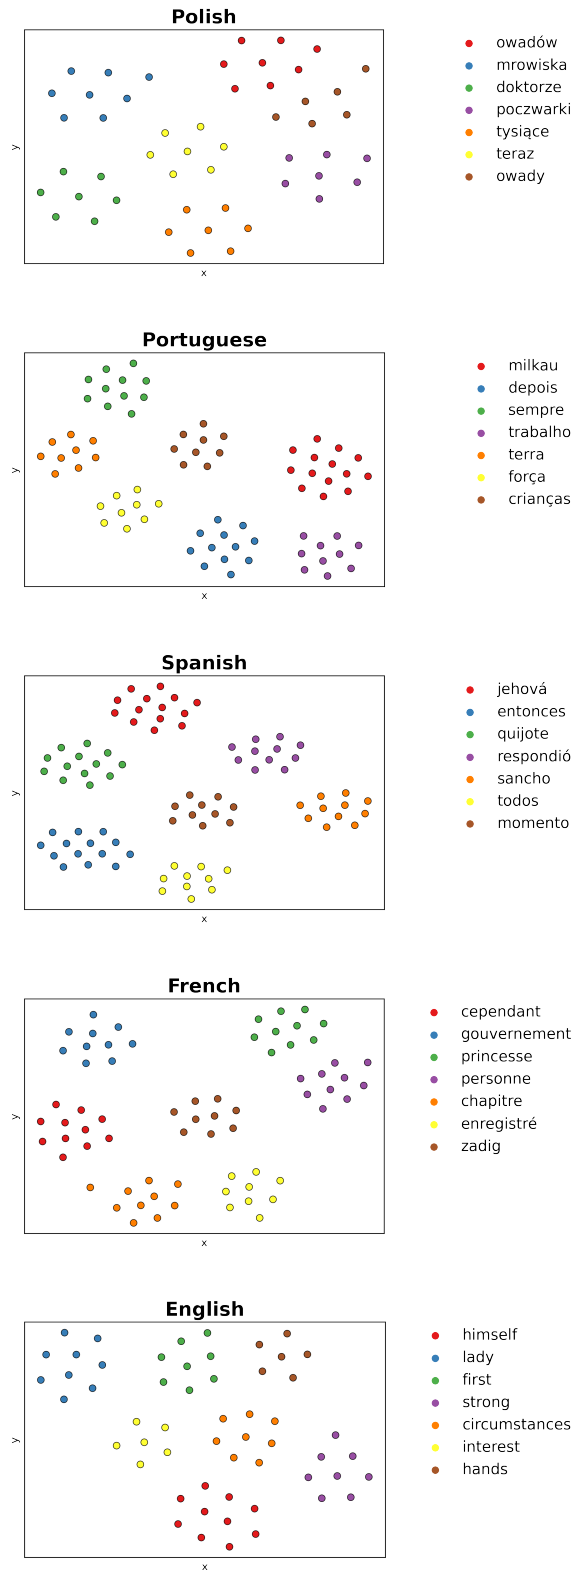 Polish
owadów
mrowiska
doktorze
poczwarki
tysiące
teraz
owady
y
x
Portuguese
milkau
depois
sempre
trabalho
terra
força
crianças
y
x
Spanish
jehová
entonces
quijote
respondió
sancho
todos
momento
y
x
French
cependant
gouvernement
princesse
personne
chapitre
enregistré
zadig
y
x
English
himself
lady
first
strong
circumstances
interest
hands
y
x